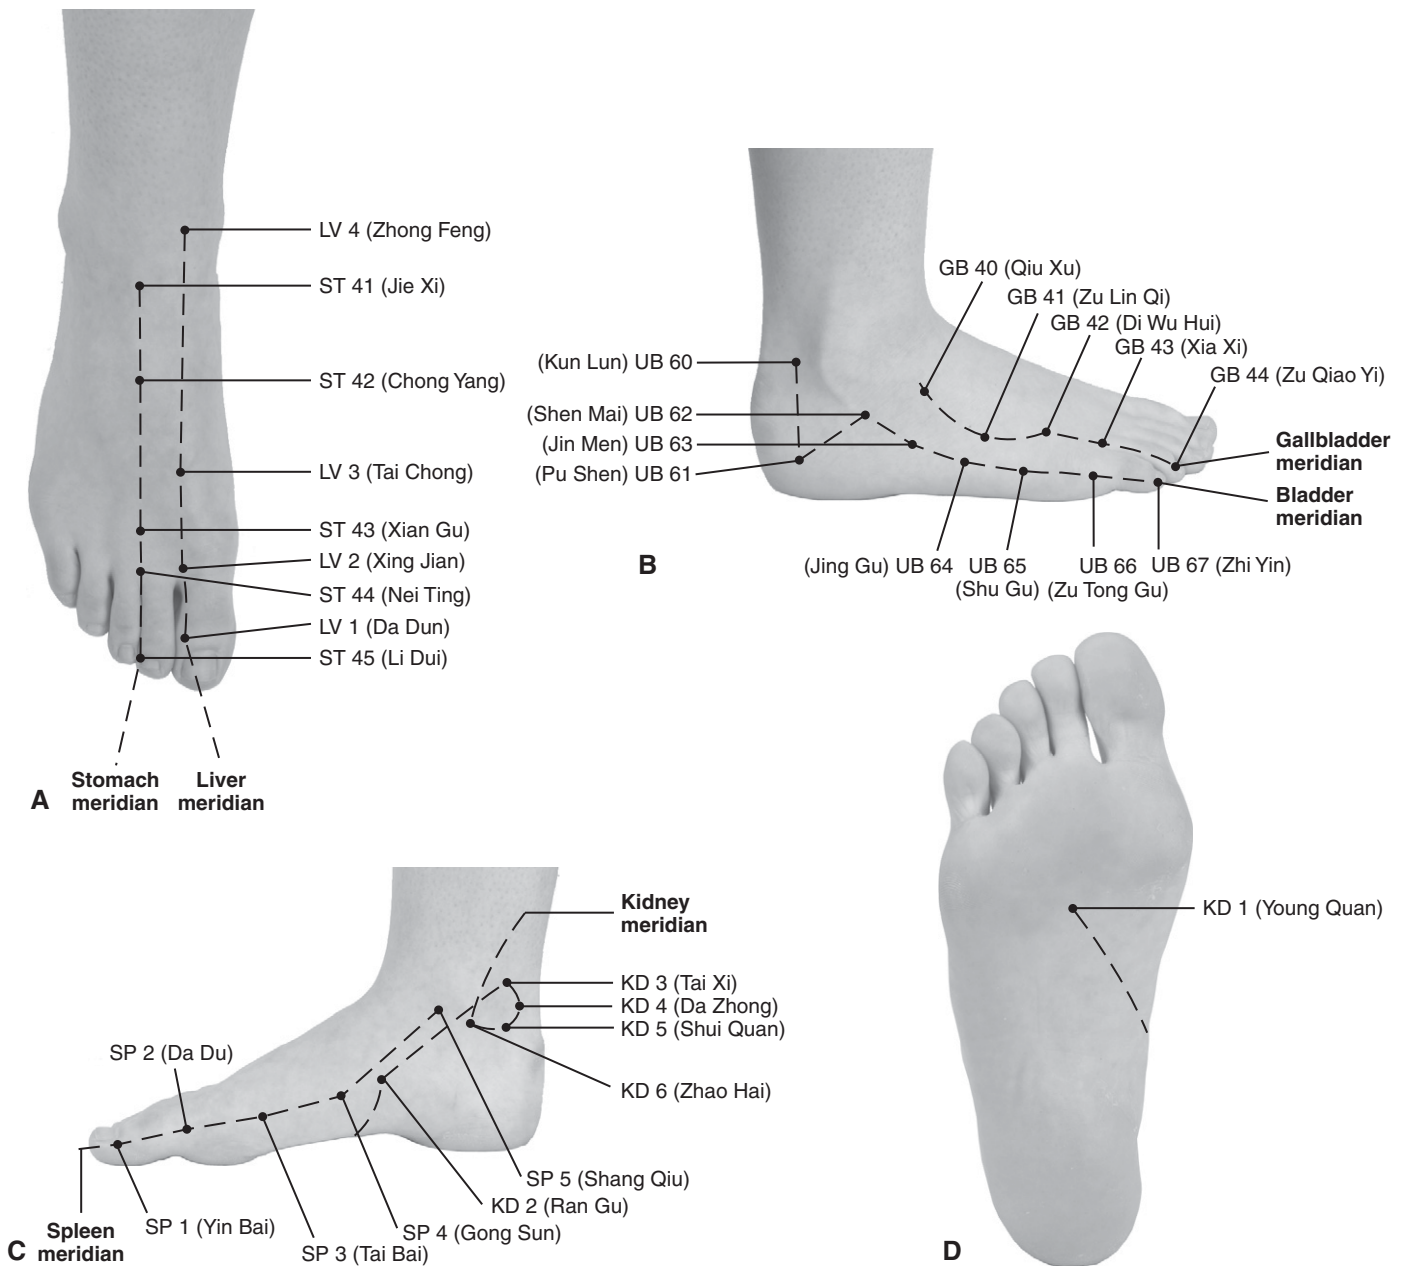 LV 4 (Zhong Feng)
ST 41 (Jie Xi)
ST 42 (Chong Yang)
LV 3 (Tai Chong)
ST 43 (Xian Gu)
LV 2 (Xing Jian)
ST 44 (Nei Ting)
LV 1 (Da Dun)
ST 45 (Li Dui)
Stomach
meridian
Liver
meridian
A
GB 40 (Qiu Xu)
GB 41 (Zu Lin Qi)
GB 42 (Di Wu Hui)
GB 43 (Xia Xi)
GB 44 (Zu Qiao Yi)
(Kun Lun) UB 60
(Shen Mai) UB 62
(Jin Men) UB 63
(Pu Shen) UB 61
Gallbladder
meridian
Bladder
meridian
B
(Jing Gu) UB 64
UB 65
(Shu Gu)
UB 66
(Zu Tong Gu)
UB 67 (Zhi Yin)
Kidney
meridian
KD 3 (Tai Xi)
KD 4 (Da Zhong)
KD 5 (Shui Quan)
KD 6 (Zhao Hai)
SP 2 (Da Du)
SP 5 (Shang Qiu)
KD 2 (Ran Gu)
SP 4 (Gong Sun)
SP 3 (Tai Bai)
SP 1 (Yin Bai)
Spleen
meridian
C
KD 1 (Young Quan)
D